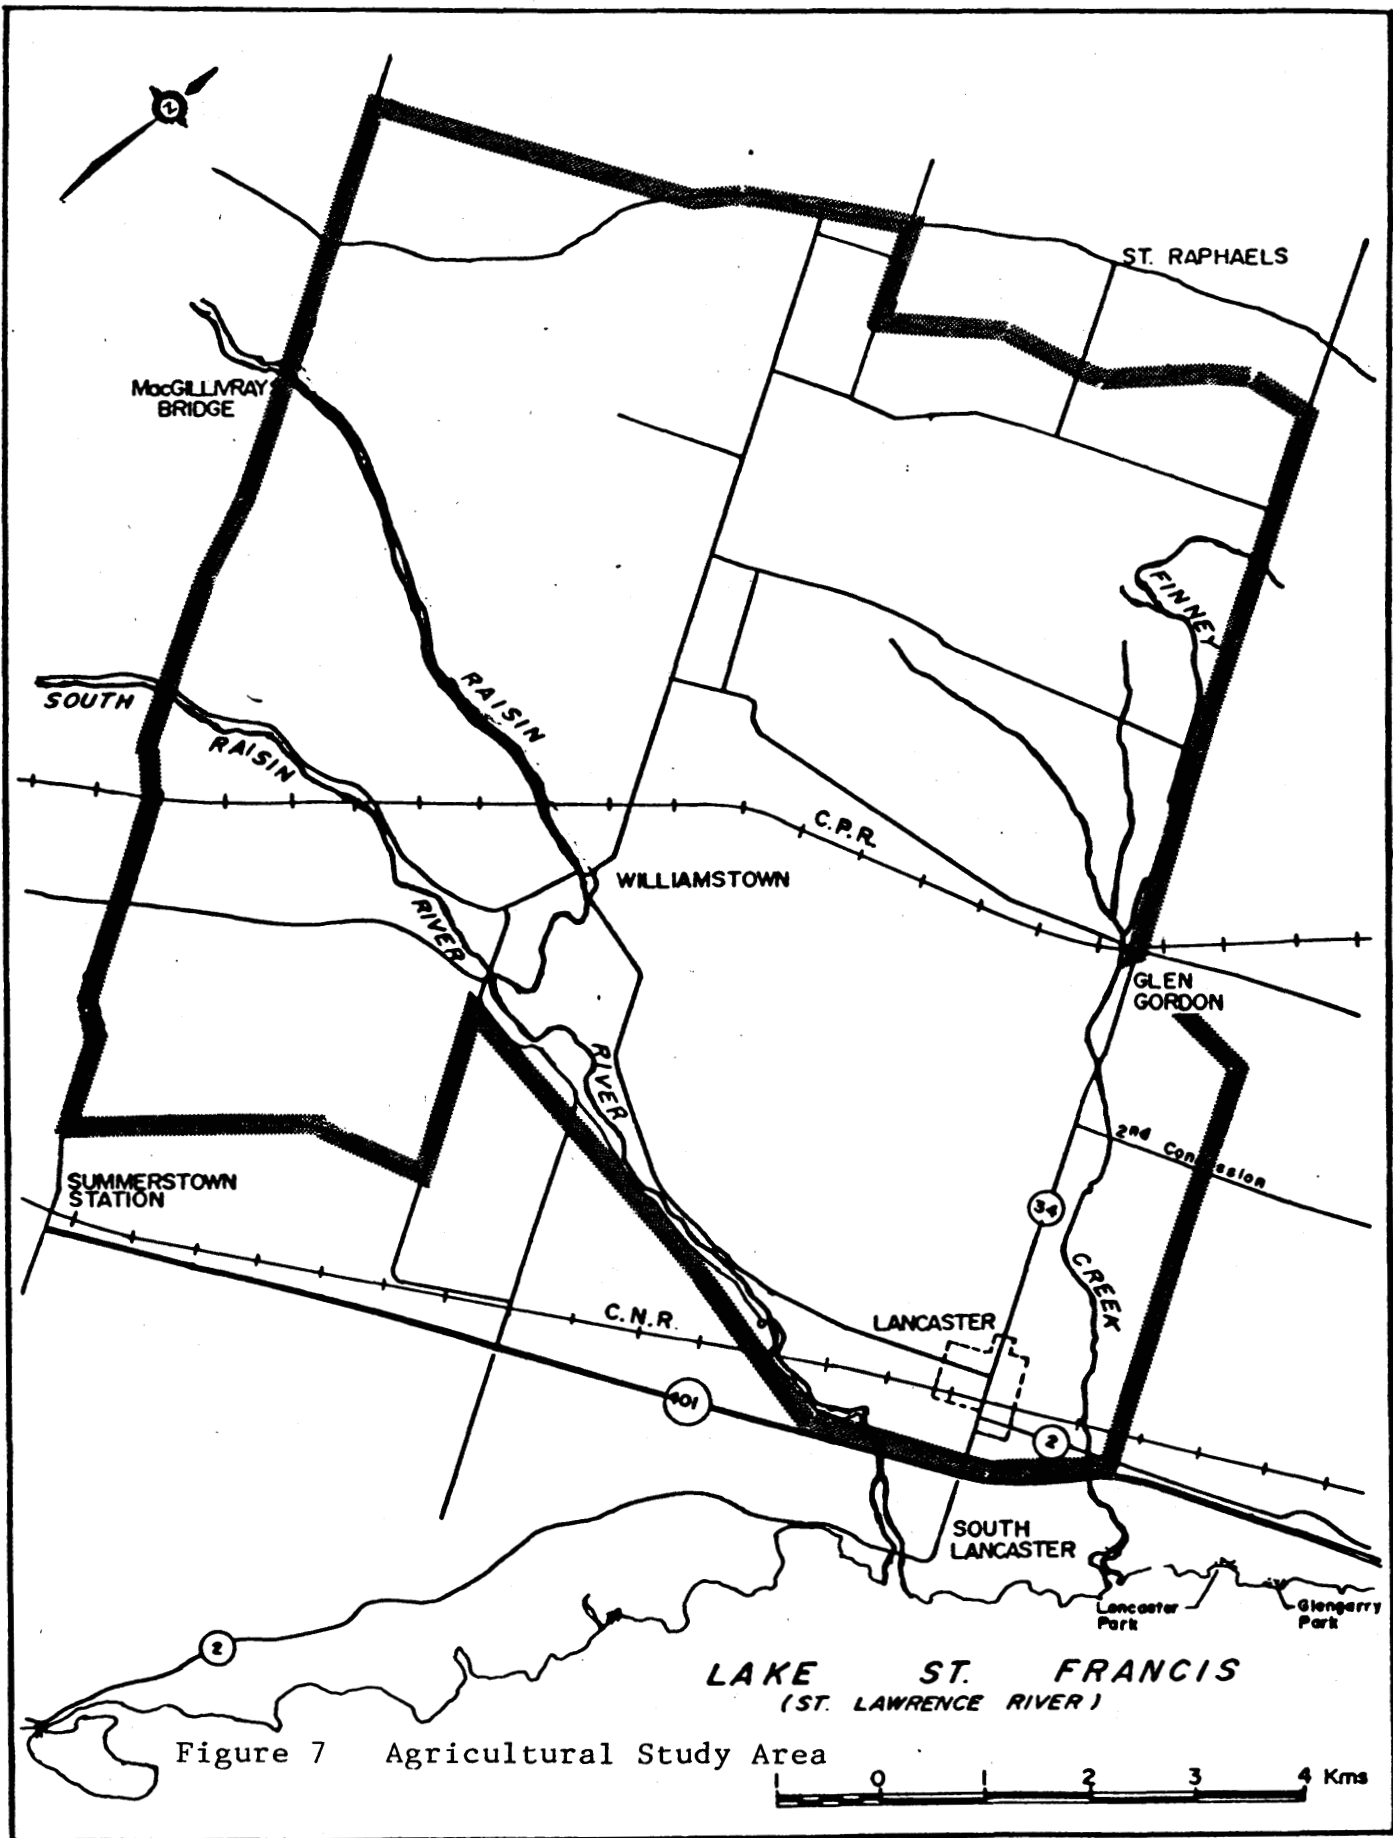 Z
ST. RAPHAELS
MacGILLIVRAY
BRIDGE
FINNEY
SOUTH
RAISIN
RAISIN
C.P.R.
WILLIAMSTOWN
RIVER
GLEN
GORDON
RIVER
2nd Concession
SUMMERSTOWN
STATION
34
CREEK
C.N.R.
LANCASTER
401
2
SOUTH
LANCASTER
Lancaster
Park
Glengarry
Park
2
LAKE ST. FRANCIS
(ST. LAWRENCE RIVER)
Figure 7 Agricultural Study Area
1 0 1 2 3 4 Kms